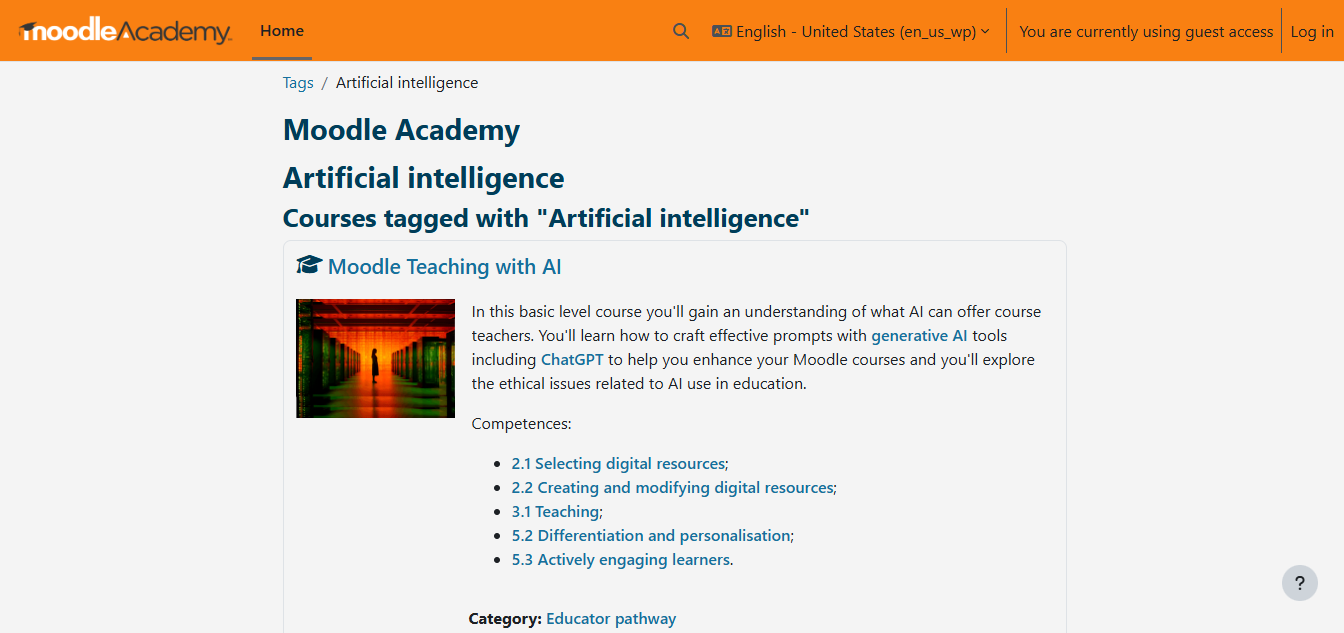 moodleAcademy Home English - United States (en_us_wp) You are currently using guest access Log in
Tags / Artificial intelligence
Moodle Academy
Artificial intelligence
Courses tagged with "Artificial intelligence"
Moodle Teaching with AI
In this basic level course you'll gain an understanding of what AI can offer course
teachers. You'll learn how to craft effective prompts with generative AI tools
including ChatGPT to help you enhance your Moodle courses and you'll explore
the ethical issues related to AI use in education.
Competences:
• 2.1 Selecting digital resources;
• 2.2 Creating and modifying digital resources;
• 3.1 Teaching;
• 5.2 Differentiation and personalisation;
• 5.3 Actively engaging learners.
?
Category: Educator pathway